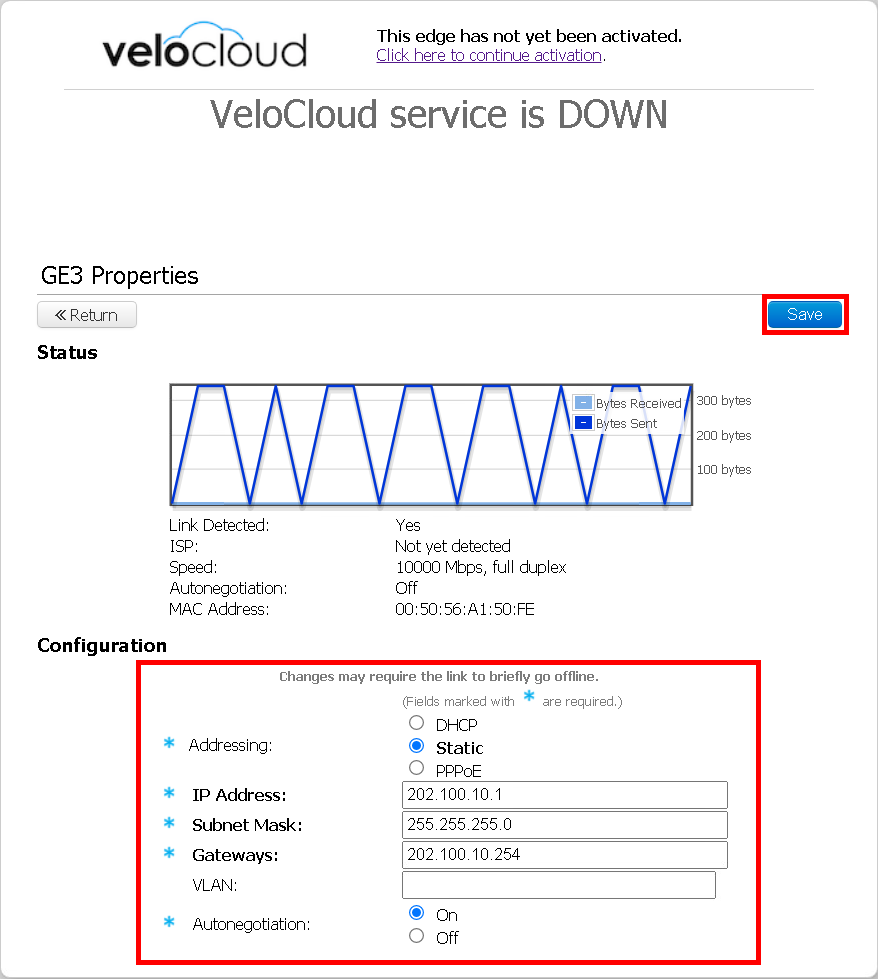 velocloud
This edge has not yet been activated.
Click here to continue activation.
VeloCloud service is DOWN
GE3 Properties
« Return
Save
Status
Bytes Received
Bytes Sent
300 bytes
200 bytes
100 bytes
Link Detected: Yes
ISP: Not yet detected
Speed: 10000 Mbps, full duplex
Autonegotiation: Off
MAC Address: 00:50:56:A1:50:FE
Configuration
Changes may require the link to briefly go offline.
(Fields marked with * are required.)
DHCP
* Addressing: Static
PPPoE
* IP Address: 202.100.10.1
* Subnet Mask: 255.255.255.0
* Gateways: 202.100.10.254
VLAN:
* Autonegotiation: On
Off